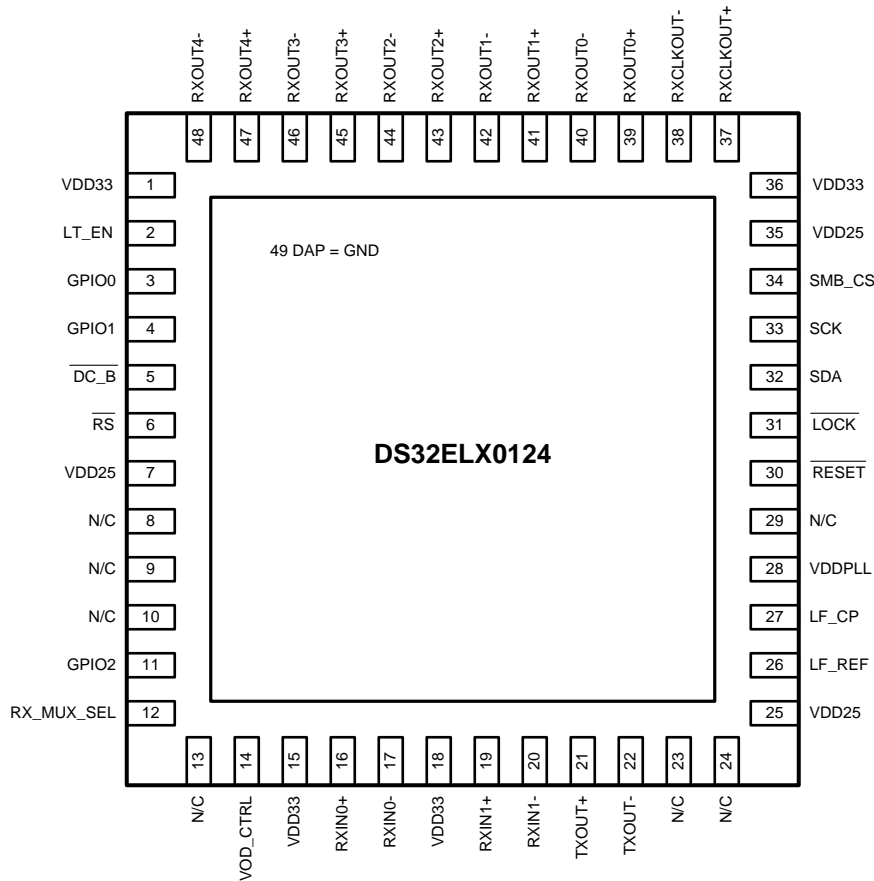 RXOUT4-
RXOUT4+
RXOUT3-
RXOUT3+
RXOUT2-
RXOUT2+
RXOUT1-
RXOUT1+
RXOUT0-
RXOUT0+
RXCLKOUT-
RXCLKOUT+
48
47
46
45
44
43
42
41
40
39
38
37
VDD33 1
LT_EN 2
GPIO0 3
GPIO1 4
DC_B 5
RS 6
VDD25 7
N/C 8
N/C 9
N/C 10
GPIO2 11
RX_MUX_SEL 12
49 DAP = GND
DS32ELX0124
36 VDD33
35 VDD25
34 SMB_CS
33 SCK
32 SDA
31 LOCK
30 RESET
29 N/C
28 VDDPLL
27 LF_CP
26 LF_REF
25 VDD25
13
14
15
16
17
18
19
20
21
22
23
24
N/C
VOD_CTRL
VDD33
RXIN0+
RXIN0-
VDD33
RXIN1+
RXIN1-
TXOUT+
TXOUT-
N/C
N/C